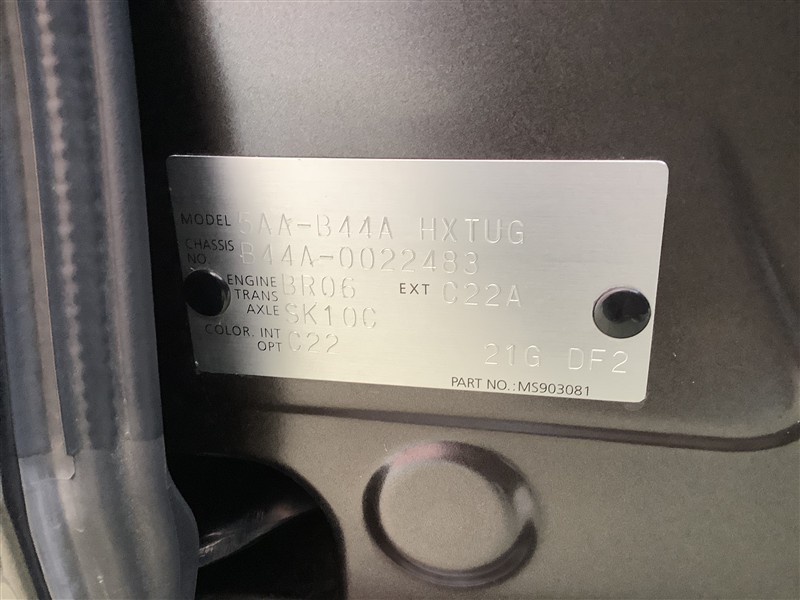 MODEL 5AA-B44A HXTUG
CHASSIS NO. B44A-0022483
ENGINE BR06 EXT C22A
TRANS AXLE SK10C
COLOR. INT OPT C22
21G DF2
PART NO.:MS903081